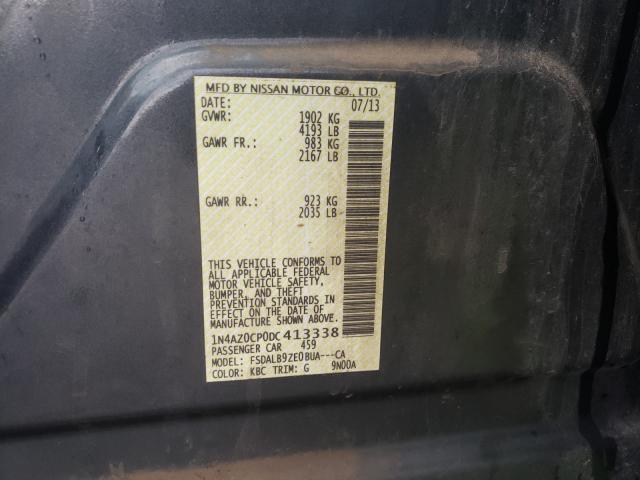 MFD BY NISSAN MOTOR CO., LTD.
DATE: 07/13
GVWR: 1902 KG
4193 LB
GAWR FR.: 983 KG
2167 LB
GAWR RR.: 923 KG
2035 LB
THIS VEHICLE CONFORMS TO
ALL APPLICABLE FEDERAL
MOTOR VEHICLE SAFETY,
BUMPER, AND THEFT
PREVENTION STANDARDS IN
EFFECT ON THE DATE OF
MANUFACTURE SHOWN ABOVE.
1N4AZ0CP0DC413338
PASSENGER CAR 459
MODEL: FSDALB9ZE0BUA---CA
COLOR: KBC TRIM: G 9N00A